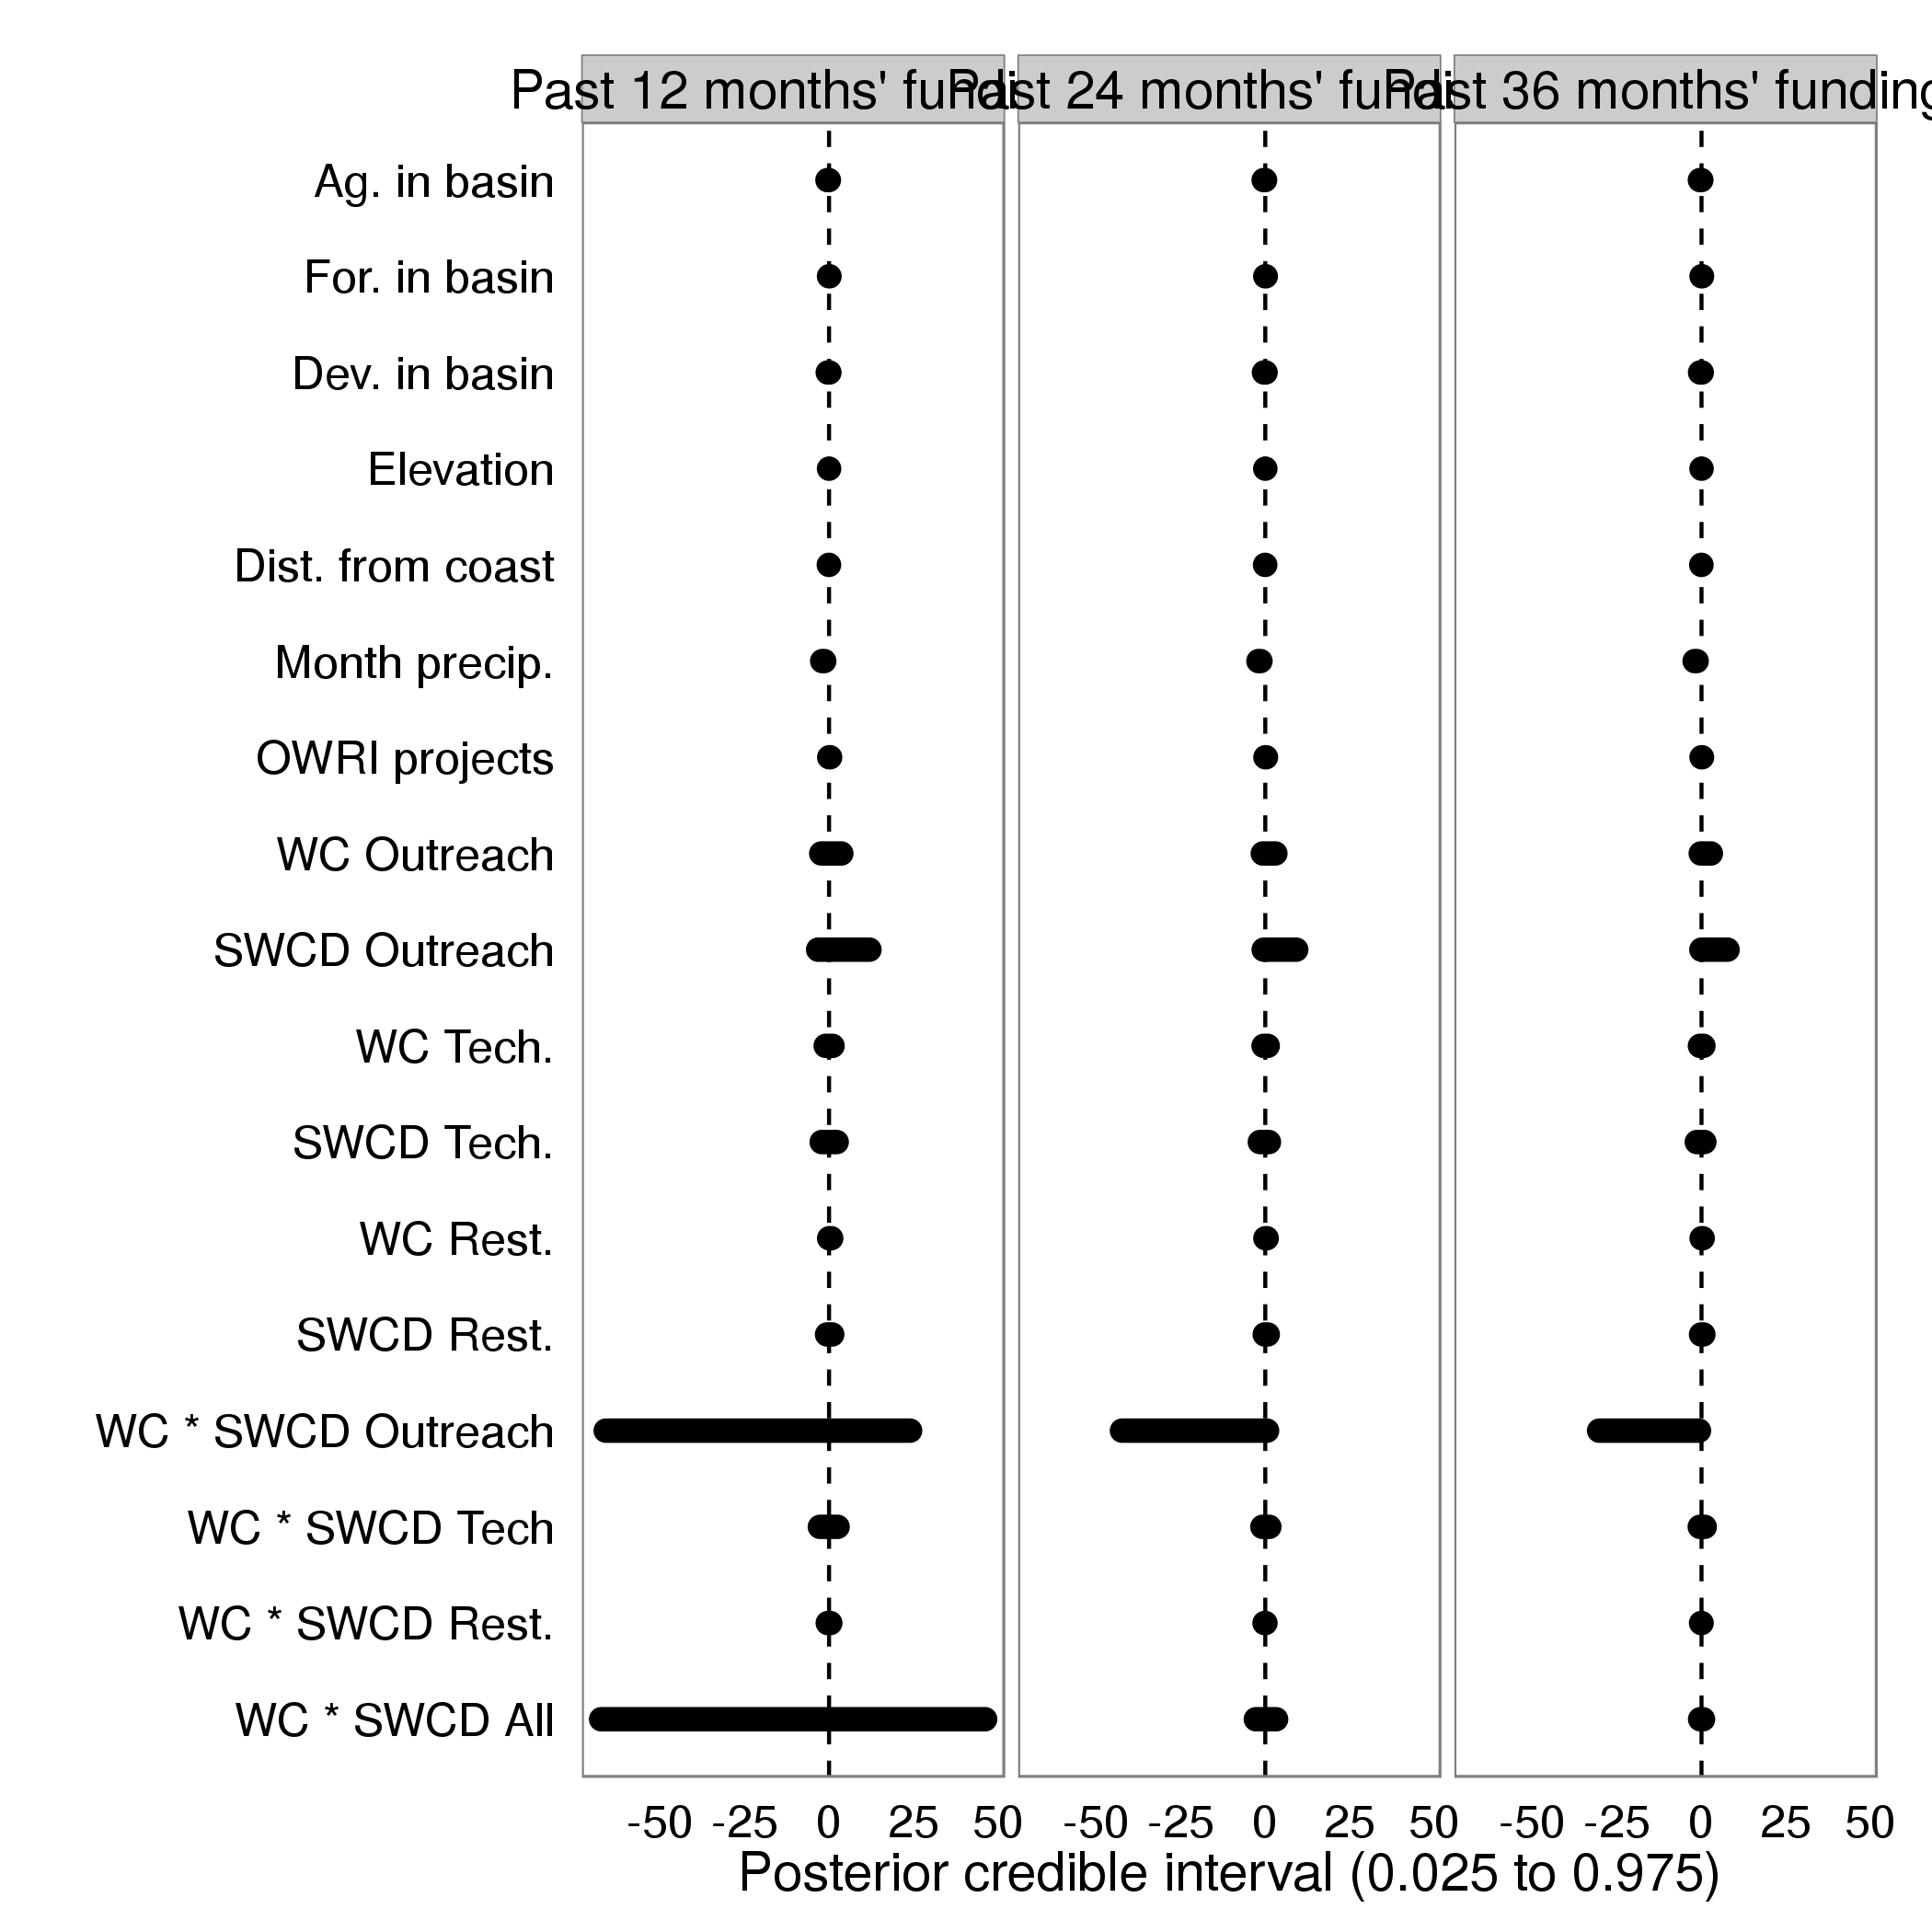 Past 12 months' fundi
Past 24 months' fundi
Past 36 months' funding
Ag. in basin
For. in basin
Dev. in basin
Elevation
Dist. from coast
Month precip.
OWRI projects
WC Outreach
SWCD Outreach
WC Tech.
SWCD Tech.
WC Rest.
SWCD Rest.
WC * SWCD Outreach
WC * SWCD Tech
WC * SWCD Rest.
WC * SWCD All
-50 -25 0 25 50 -50 -25 0 25 50 -50 -25 0 25 50
Posterior credible interval (0.025 to 0.975)